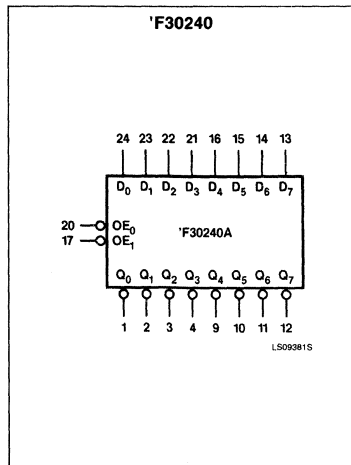 'F30240
24 23 22 21 16 15 14 13
D0 D1 D2 D3 D4 D5 D6 D7
20 OE0
'F30240A
17 OE1
Q0 Q1 Q2 Q3 Q4 Q5 Q6 Q7
1 2 3 4 9 10 11 12
LS09381S